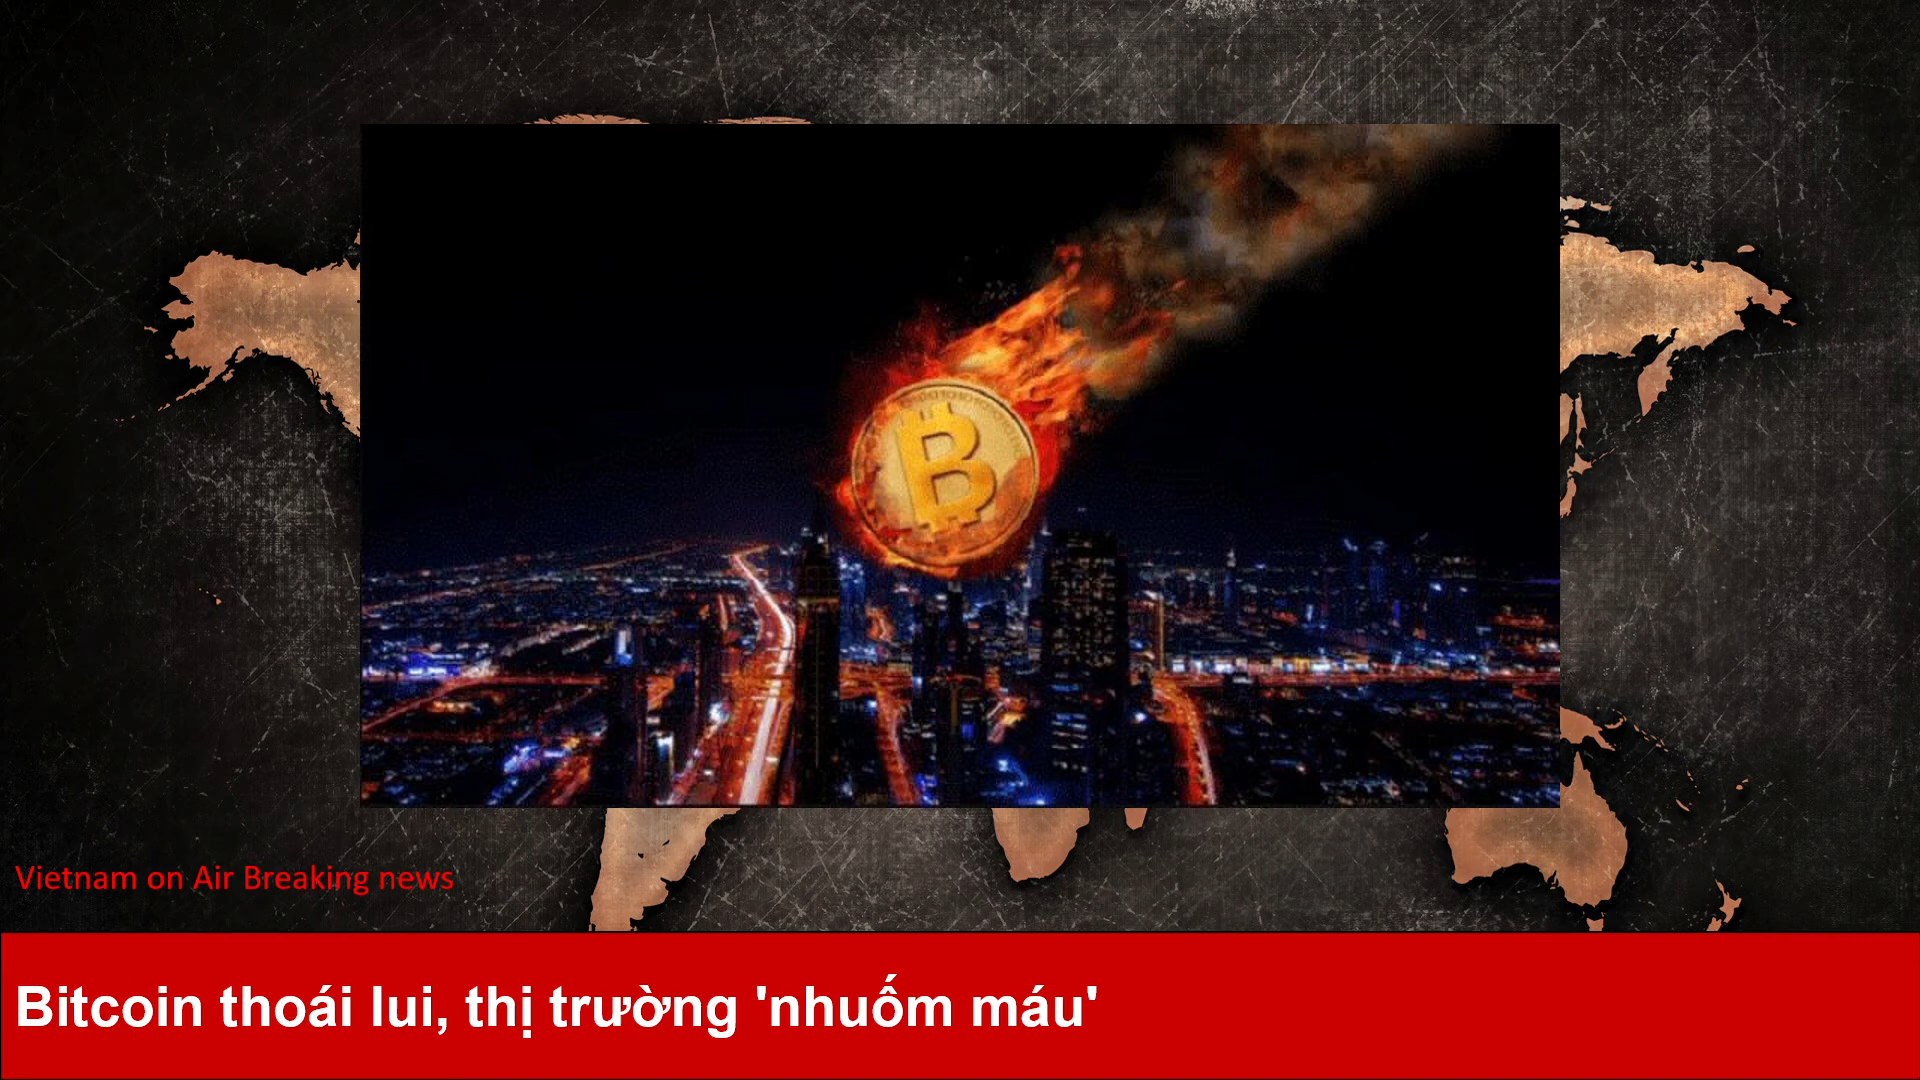 Vietnam on Air Breaking news
Bitcoin thoái lui, thị trường 'nhuốm máu'